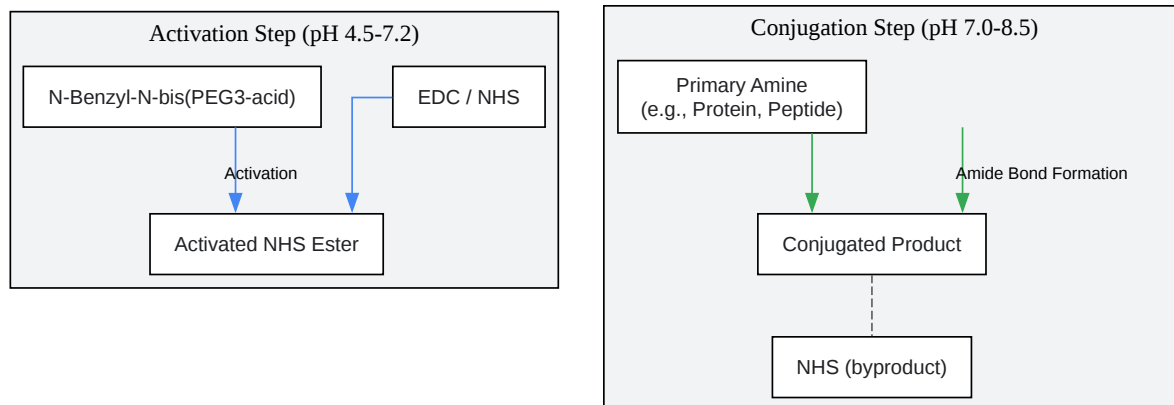 Activation Step (pH 4.5-7.2)
N-Benzyl-N-bis(PEG3-acid)
EDC / NHS
Activation
Activated NHS Ester
Conjugation Step (pH 7.0-8.5)
Primary Amine
(e.g., Protein, Peptide)
Amide Bond Formation
Conjugated Product
NHS (byproduct)